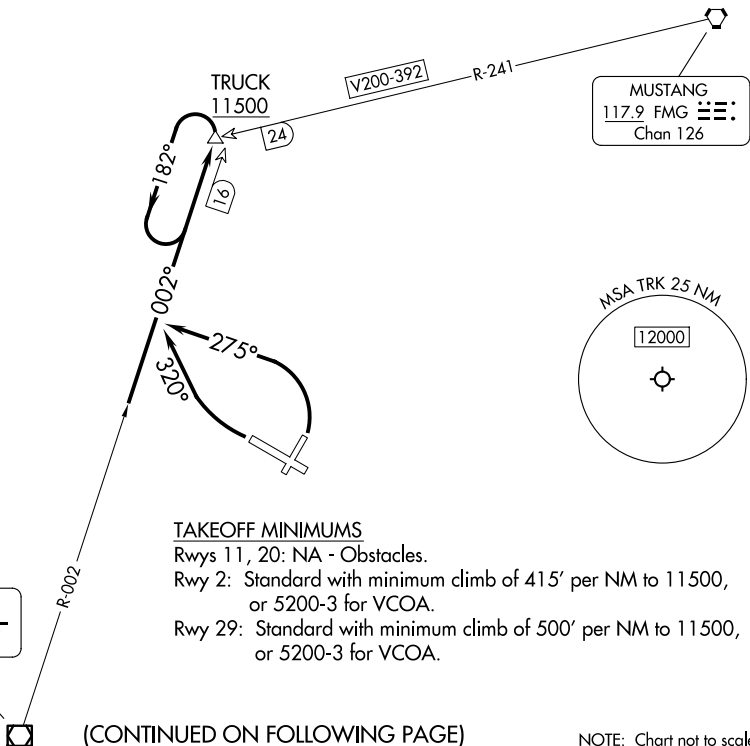 TRUCK
11500
V200-392
R-241
24
MUSTANG
117.9 FMG
Chan 126
182°
16
002°
275°
320°
MSA TRK 25 NM
12000
R-002
TAKEOFF MINIMUMS
Rwys 11, 20: NA - Obstacles.
Rwy 2: Standard with minimum climb of 415' per NM to 11500,
or 5200-3 for VCOA.
Rwy 29: Standard with minimum climb of 500' per NM to 11500,
or 5200-3 for VCOA.
(CONTINUED ON FOLLOWING PAGE)
NOTE: Chart not to scale